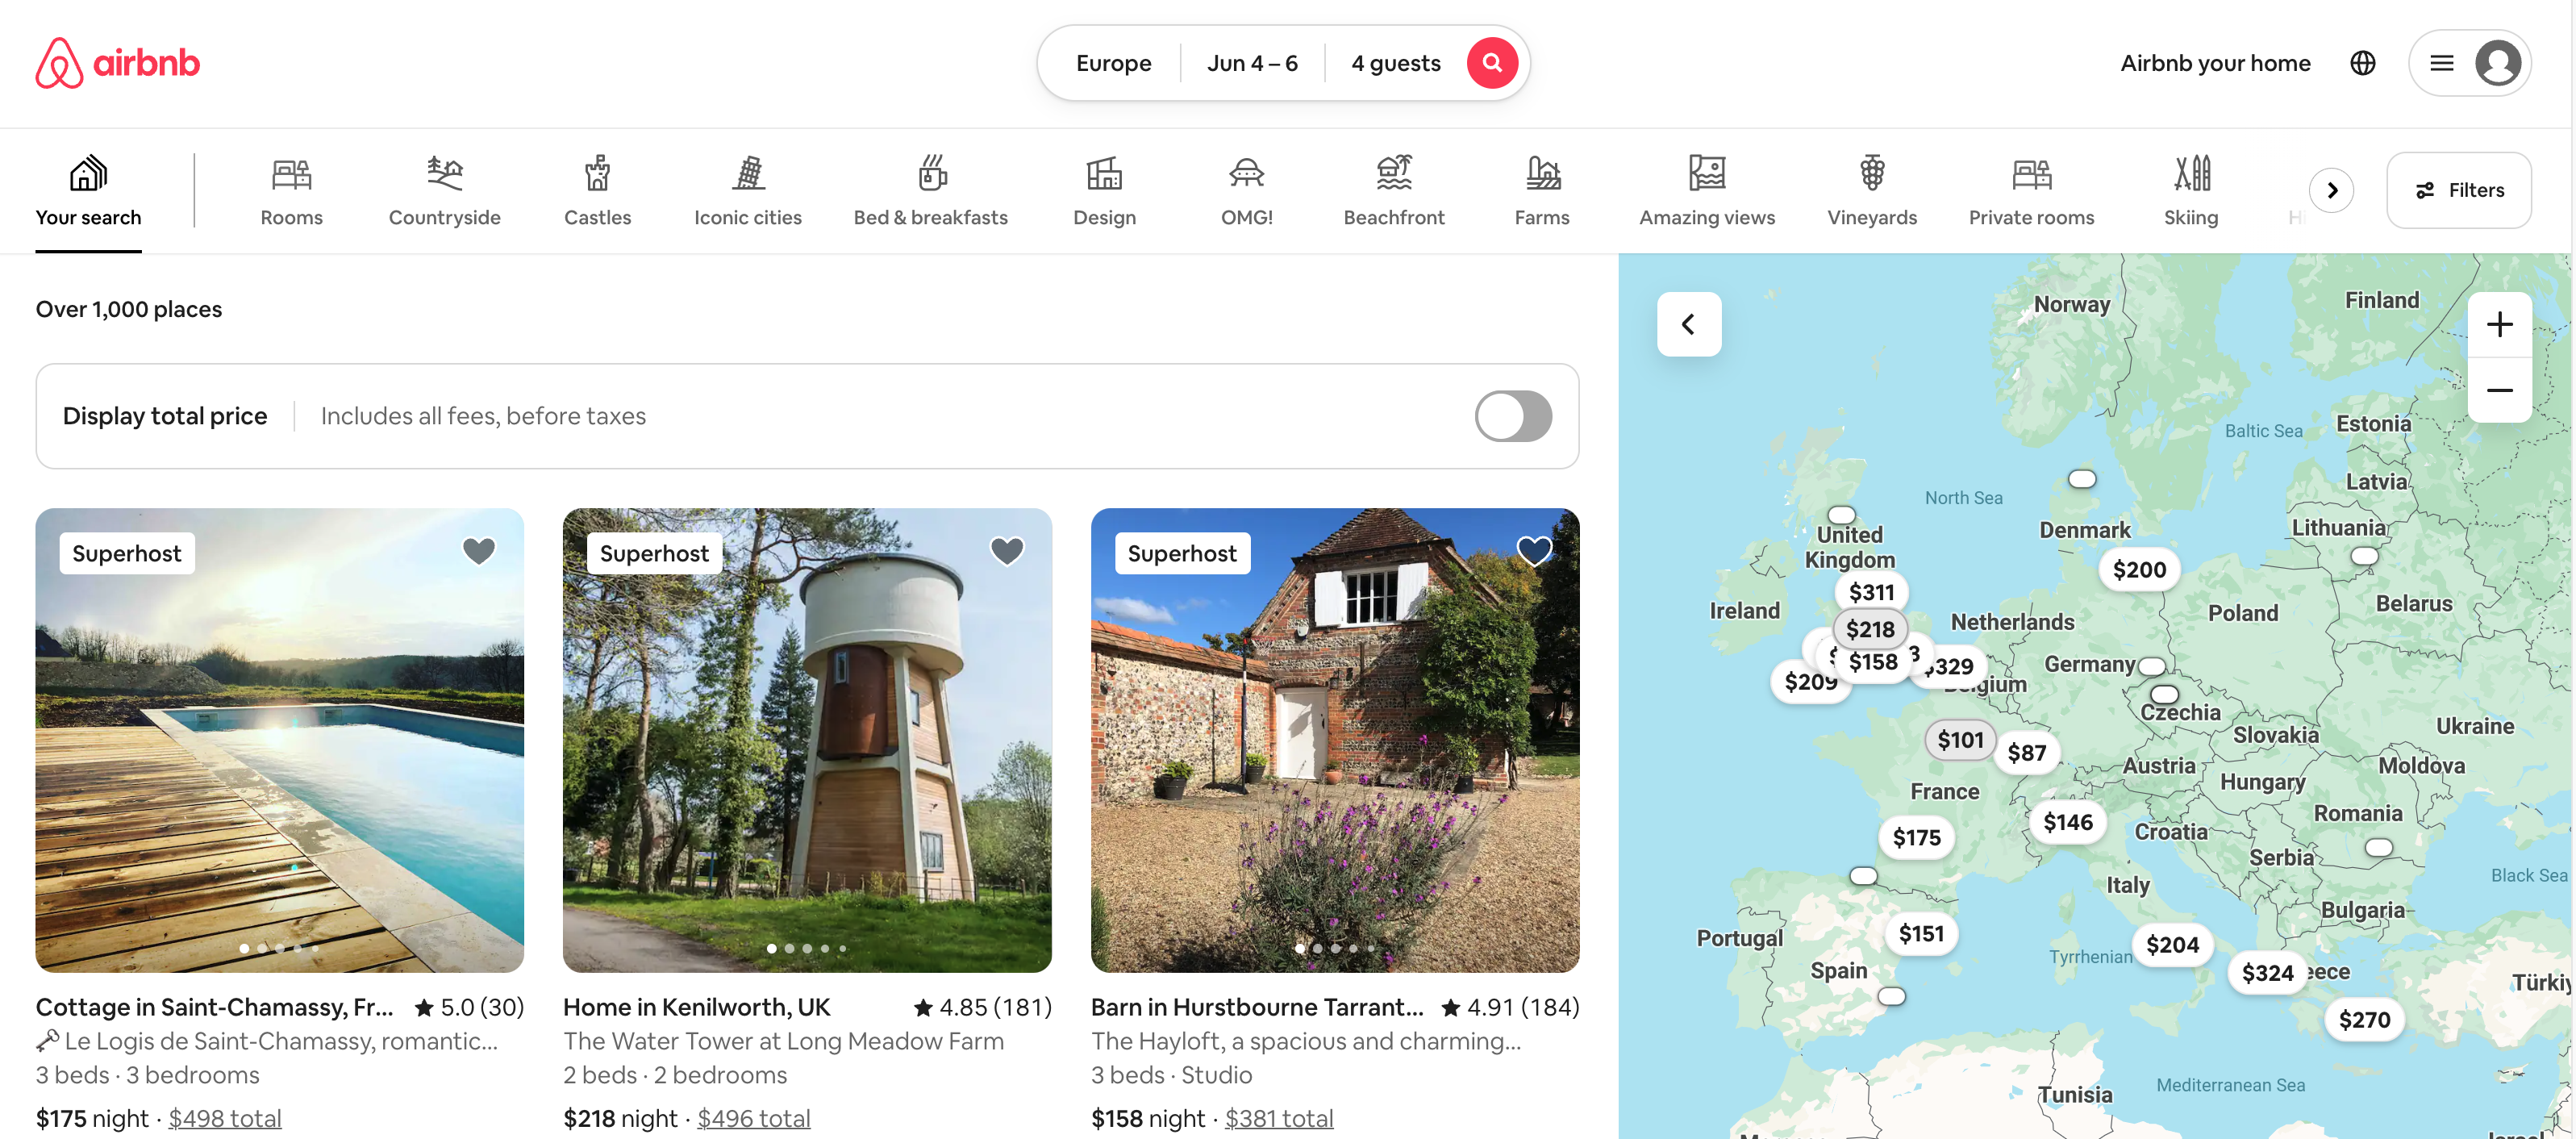 airbnb
Europe
Jun 4 – 6
4 guests
Airbnb your home
Your search
Rooms
Countryside
Castles
Iconic cities
Bed & breakfasts
Design
OMG!
Beachfront
Farms
Amazing views
Vineyards
Private rooms
Skiing
Filters
Over 1,000 places
Display total price
Includes all fees, before taxes
Superhost
Superhost
Superhost
Cottage in Saint-Chamassy, Fr... ★ 5.0 (30)
Le Logis de Saint-Chamassy, romantic...
3 beds · 3 bedrooms
$175 night · $498 total
Home in Kenilworth, UK ★ 4.85 (181)
The Water Tower at Long Meadow Farm
2 beds · 2 bedrooms
$218 night · $496 total
Barn in Hurstbourne Tarrant... ★ 4.91 (184)
The Hayloft, a spacious and charming...
3 beds · Studio
$158 night · $381 total
Norway
Finland
Estonia
Baltic Sea
Latvia
North Sea
Lithuania
Denmark
United
Kingdom
$200
$311
Ireland
Netherlands
Poland
Belarus
$218
$158
$329
Germany
$209
Czechia
Ukraine
$101
$87
Slovakia
Austria
Moldova
Hungary
France
Romania
$146
$175
Croatia
Serbia
Black Sea
Italy
Bulgaria
$151
Portugal
$204
Tyrrhenian
Spain
$324
$270
Mediterranean Sea
Tunisia